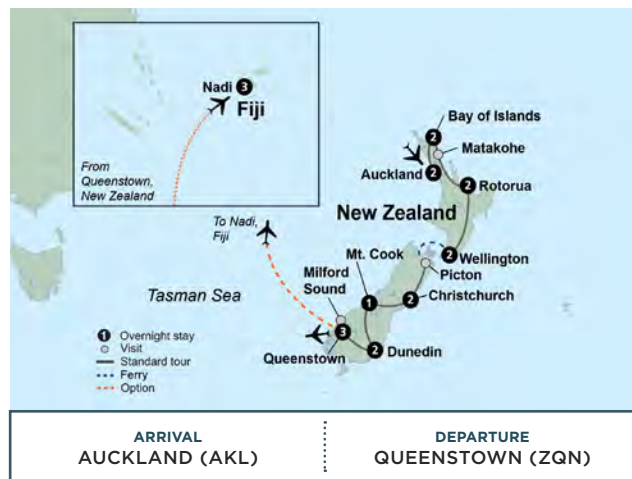 Nadi 3
Fiji
From
Queenstown,
New Zealand
Bay of Islands
2
Matakohe
Auckland 2
2 Rotorua
New Zealand
To Nadi,
Fiji
Mt. Cook
2 Wellington
Picton
Milford
Sound
Tasman Sea
1
2 Christchurch
3
Queenstown
2 Dunedin
1 Overnight stay
Visit
Standard tour
Ferry
Option
ARRIVAL
AUCKLAND (AKL)
DEPARTURE
QUEENSTOWN (ZQN)